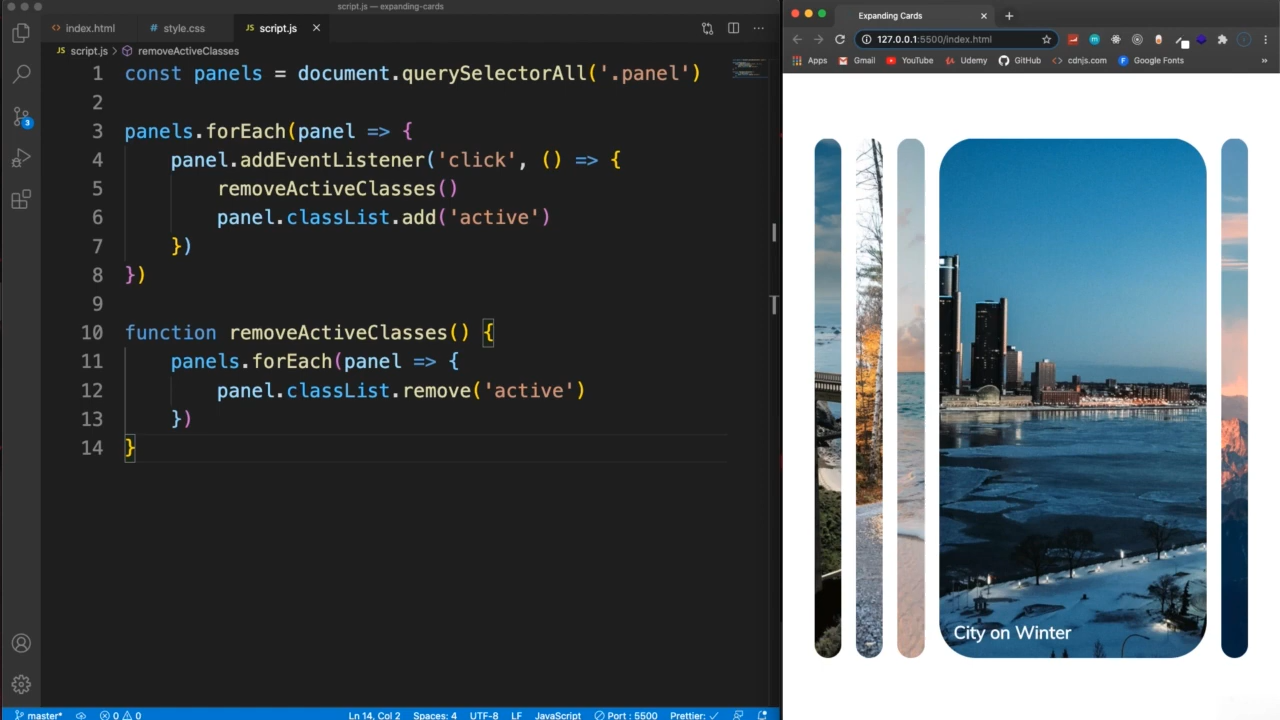 script.js — expanding-cards
index.html
style.css
script.js
script.js > removeActiveClasses
1 const panels = document.querySelectorAll('.panel')
2
3 panels.forEach(panel => {
4 panel.addEventListener('click', () => {
5 removeActiveClasses()
6 panel.classList.add('active')
7 })
8 })
9
10 function removeActiveClasses() {
11 panels.forEach(panel => {
12 panel.classList.remove('active')
13 })
14 }
3
master*
0 0
Ln 14, Col 2
Spaces: 4
UTF-8
LF
JavaScript
Port : 5500
Prettier: ✓
Expanding Cards
127.0.0.1:5500/index.html
Apps
Gmail
YouTube
Udemy
GitHub
cdnjs.com
Google Fonts
City on Winter